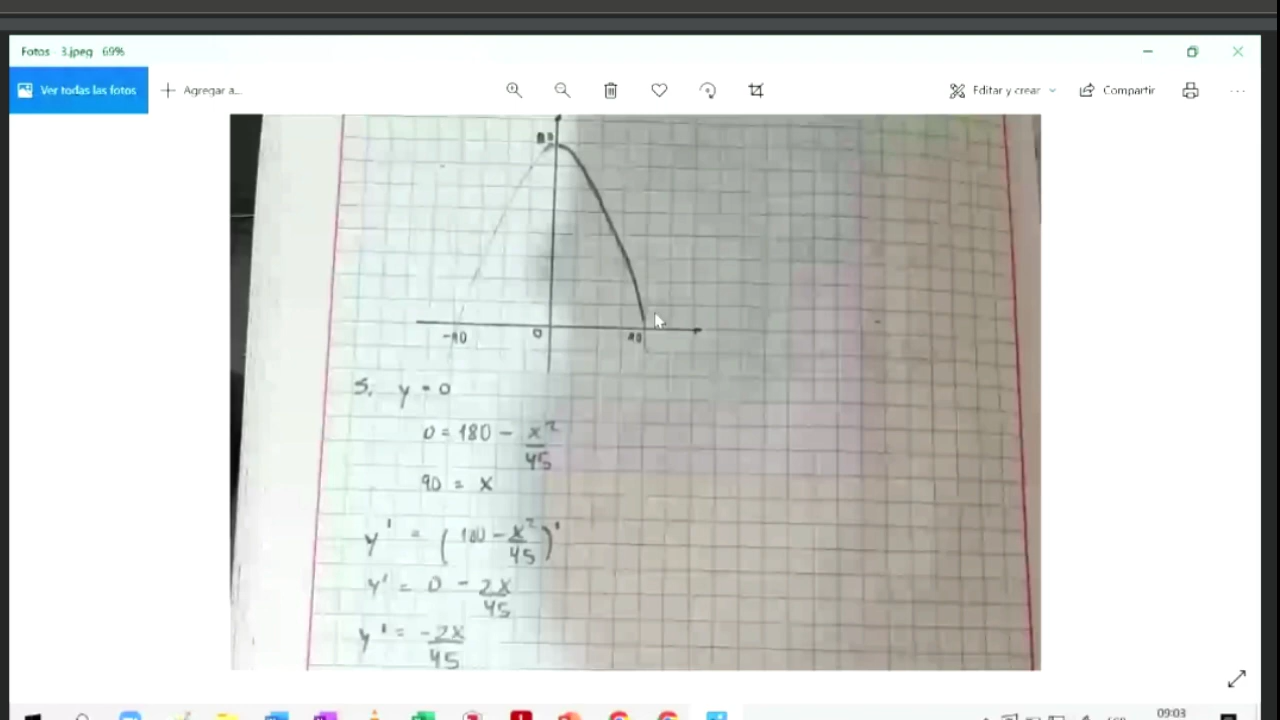 Fotos 3.jpeg 69%
Ver todas las fotos Agregar a... Editar y crear Compartir
-90 0 90
5. y = 0
0 = 180 - x²/45
90 = x
y' = (180 - x²/45)'
y' = 0 - 2x/45
y' = -2x/45
09:03